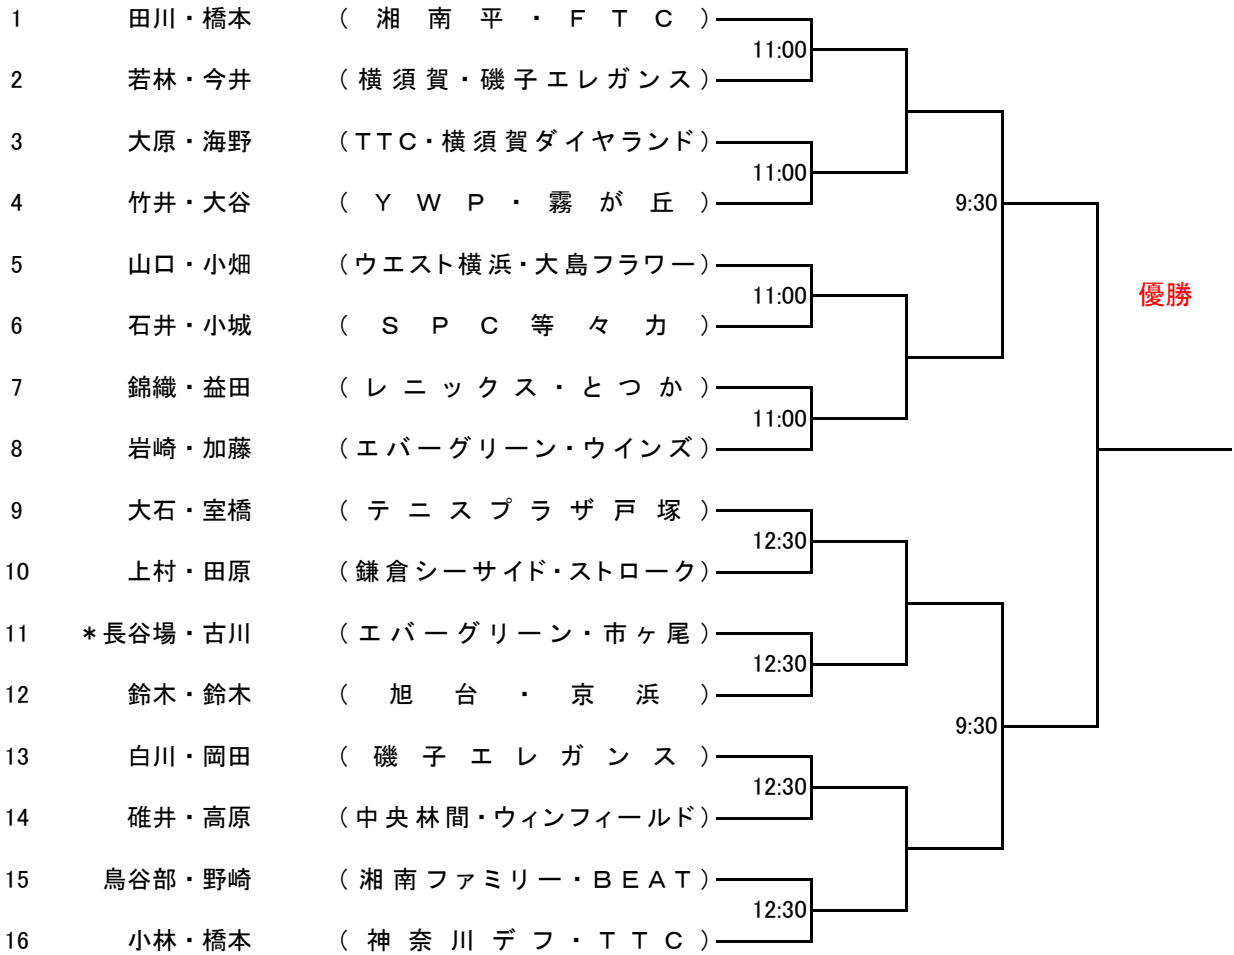 1 田川・橋本 (湘南平・FTC)
11:00
2 若林・今井 (横須賀・磯子エレガンス)
3 大原・海野 (TTC・横須賀ダイヤランド)
11:00
4 竹井・大谷 (YWP・霧が丘) 9:30
5 山口・小畑 (ウエスト横浜・大島フラワー)
11:00 優勝
6 石井・小城 (SPC等々力)
7 錦織・益田 (レニックス・とつか)
11:00
8 岩崎・加藤 (エバーグリーン・ウインズ)
9 大石・室橋 (テニスプラザ戸塚)
12:30
10 上村・田原 (鎌倉シーサイド・ストローク)
11 *長谷場・古川 (エバーグリーン・市ヶ尾)
12:30
12 鈴木・鈴木 (旭台・京浜)
9:30
13 白川・岡田 (磯子エレガンス)
12:30
14 碓井・高原 (中央林間・ウィンフィールド)
15 鳥谷部・野崎 (湘南ファミリー・BEAT)
12:30
16 小林・橋本 (神奈川デフ・TTC)